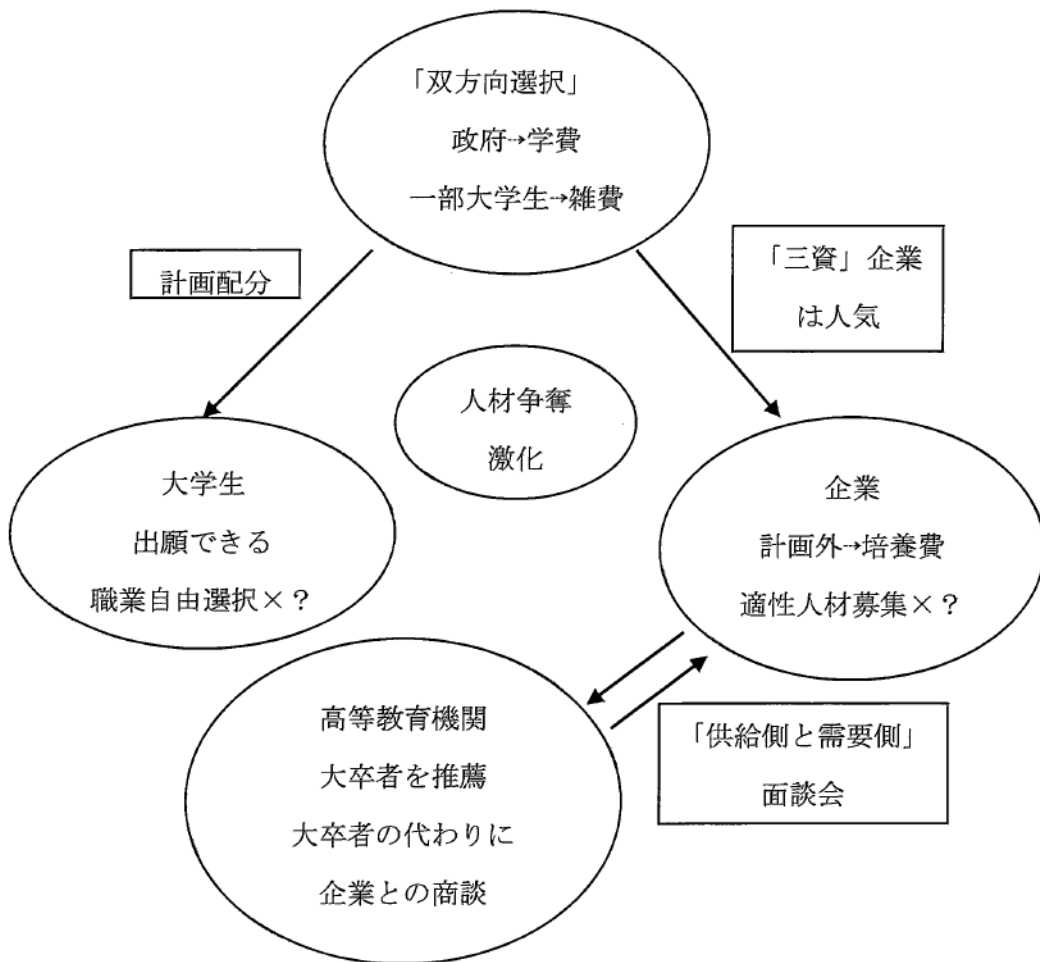 「双方向選択」
政府→学費
一部大学生→雑費
計画配分
「三資」企業
は人気
人材争奪
激化
大学生
出願できる
職業自由選択×？
企業
計画外→培養費
適性人材募集×？
高等教育機関
大卒者を推薦
大卒者の代わりに
企業との商談
「供給側と需要側」
面談会